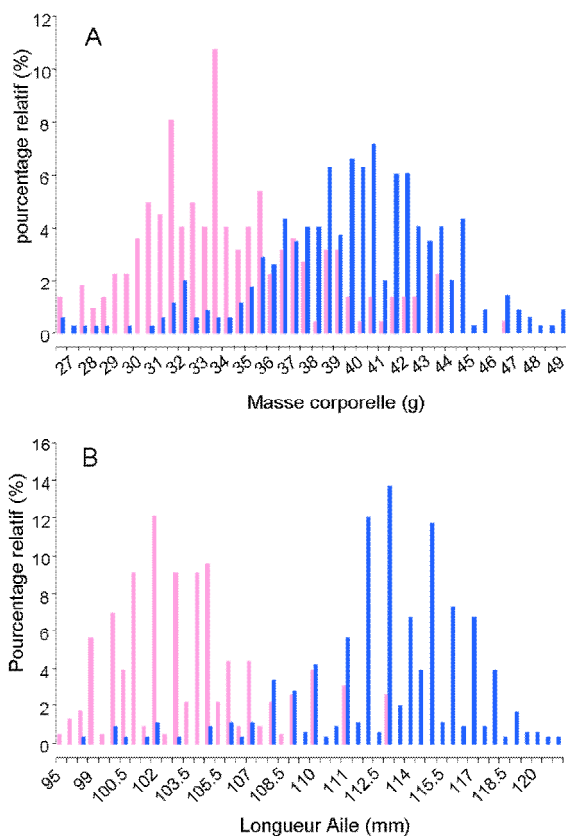 A
pourcentage relatif (%)
12
10
8
6
4
2
0
27 28 29 30 31 32 33 34 35 36 37 38 39 40 41 42 43 44 45 46 47 48 49
Masse corporelle (g)
B
Pourcentage relatif (%)
16
14
12
10
8
6
4
2
0
95 99 100.5 102 103.5 105.5 107 108.5 110 111 112.5 114 115.5 117 118.5 120
Longueur Aile (mm)